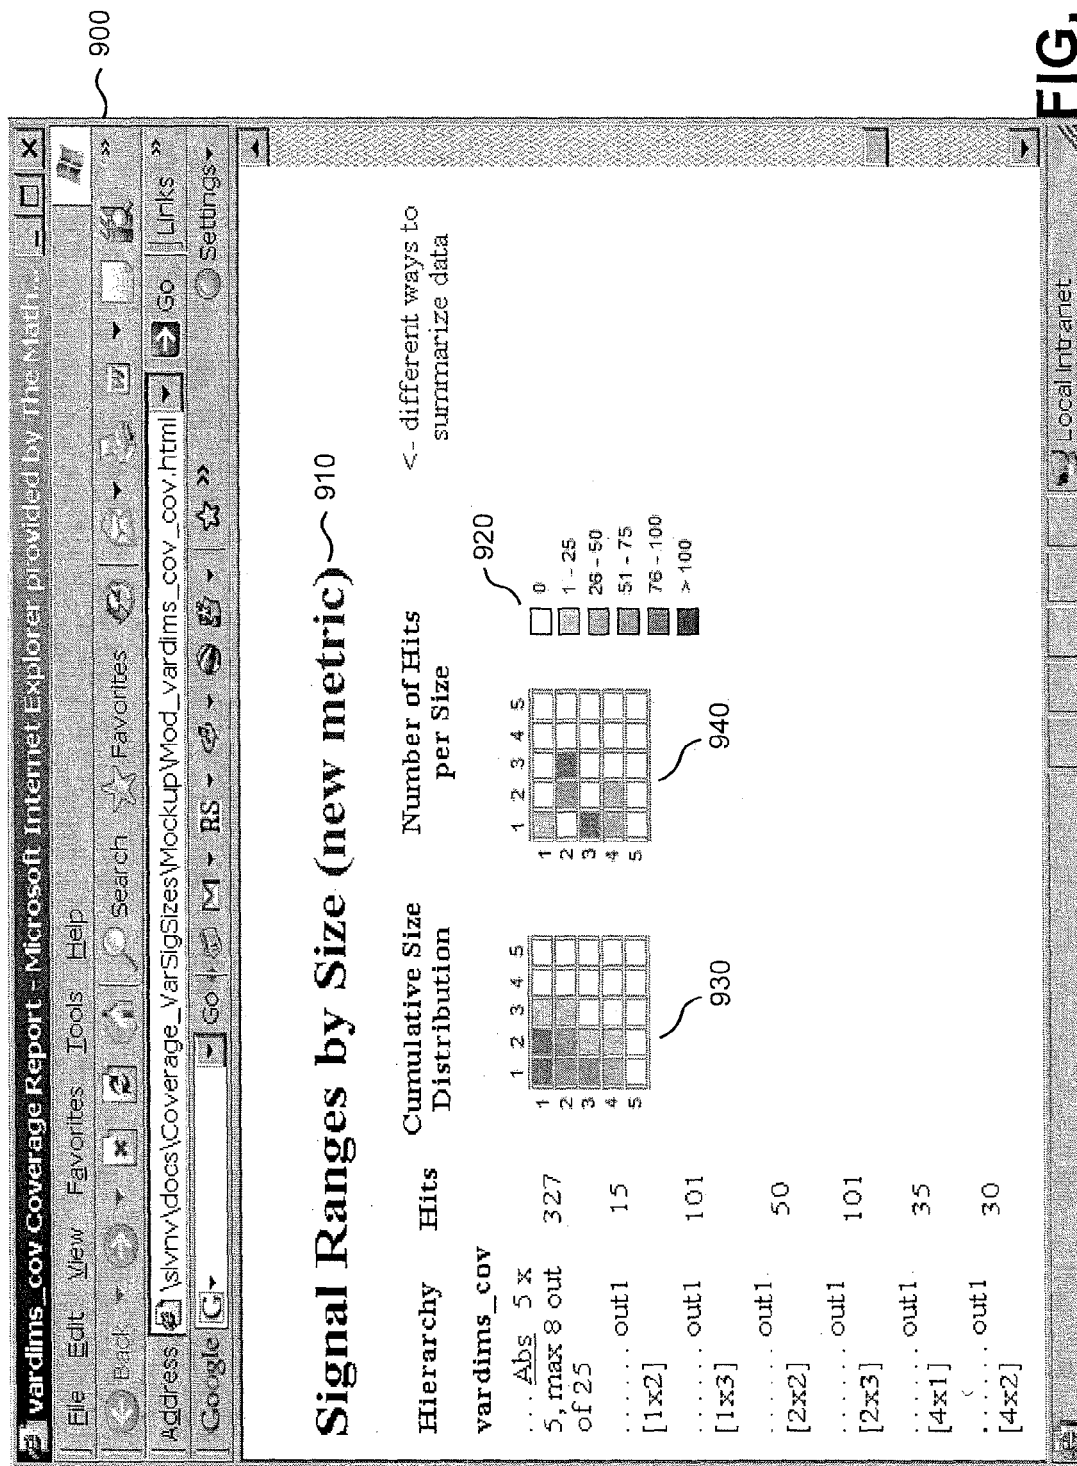 900
vardims_cov Coverage Report - Microsoft Internet Explorer provided by The Math...
File Edit View Favorites Tools Help
Back Search Favorites
Address \slvnv\docs\Coverage_VarSigSizes\Mockup\Mod_vardims_cov_cov.html Go Links
Google G Go M RS Settings
Signal Ranges by Size (new metric) 910
Hierarchy Hits Cumulative Size Distribution Number of Hits per Size <- different ways to summarize data
vardims_cov
920
... Abs 5 x 5, max 8 out of 25 327
....... out1 [1x2] 15
....... out1 [1x3] 101
....... out1 [2x2] 50
....... out1 [2x3] 101
....... out1 [4x1] 35
....... out1 [4x2] 30
1 2 3 4 5
1
2
3
4
5
930
1 2 3 4 5
1
2
3
4
5
940
0
1 - 25
26 - 50
51 - 75
76 - 100
> 100
Local intranet
FIG.